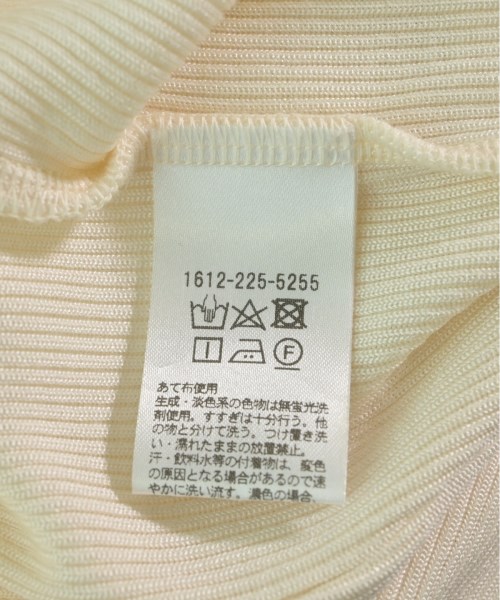 1612-225-5255
F
あて布使用
生成・淡色系の色物は無蛍光洗
剤使用。すすぎは十分行う。他
の物と分けて洗う。つけ置き洗
い・濡れたままの放置禁止。
汗・飲料水等の付着物は、変色
の原因となる場合があるので速
やかに洗い流す。濃色の場合、